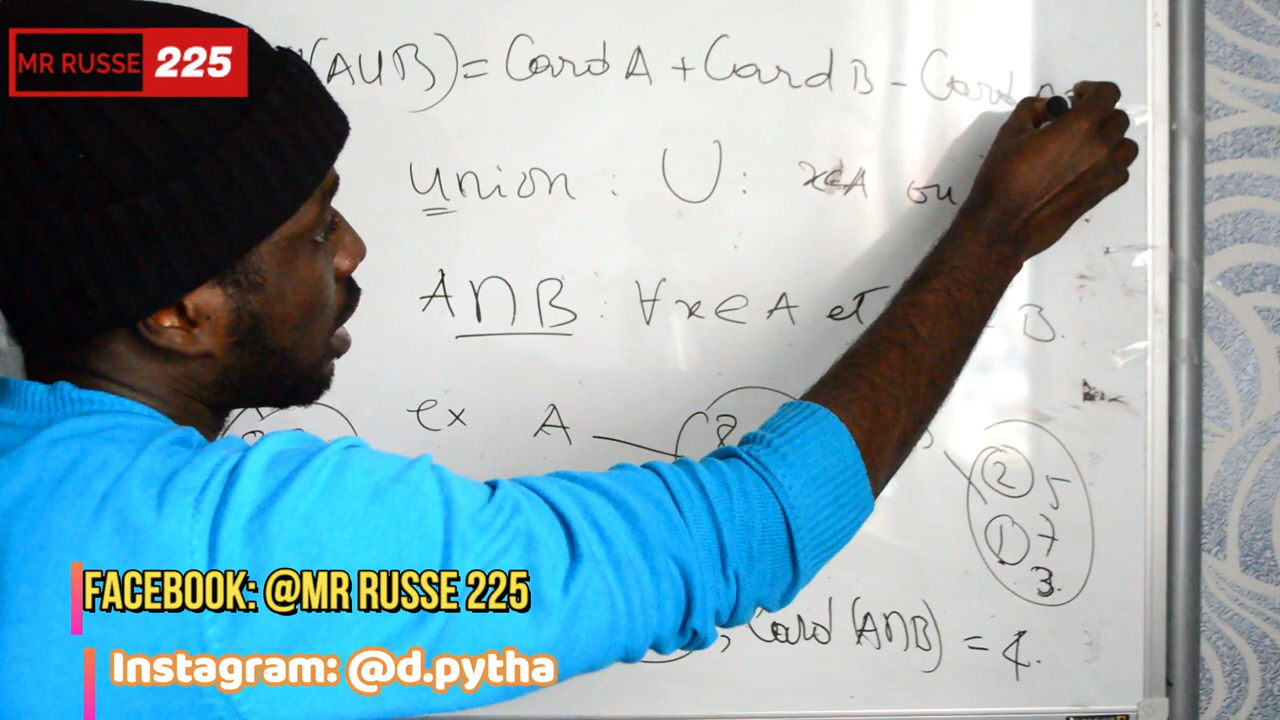 MR RUSSE 225
(AUB) = Card A + Card B - Card
union : U : x∈A ou
A∩B : ∀x∈A et B.
ex A 8
2 5
1 7
3.
, Card (A∩B) = 4.
FACEBOOK: @MR RUSSE 225
Instagram: @d.pytha